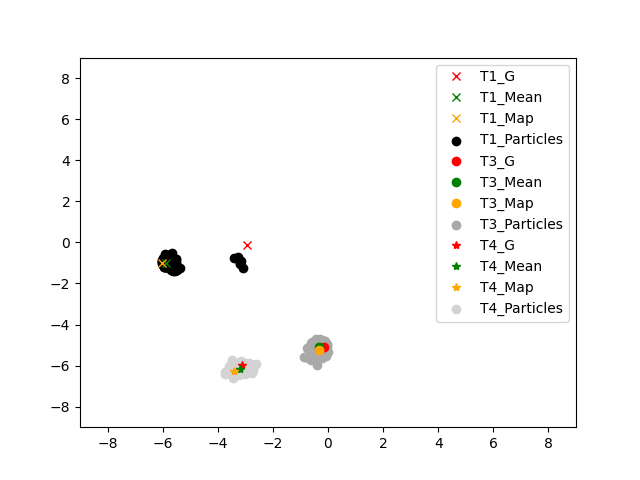 8
6
4
2
0
−2
−4
−6
−8
−8 −6 −4 −2 0 2 4 6 8
T1_G
T1_Mean
T1_Map
T1_Particles
T3_G
T3_Mean
T3_Map
T3_Particles
T4_G
T4_Mean
T4_Map
T4_Particles